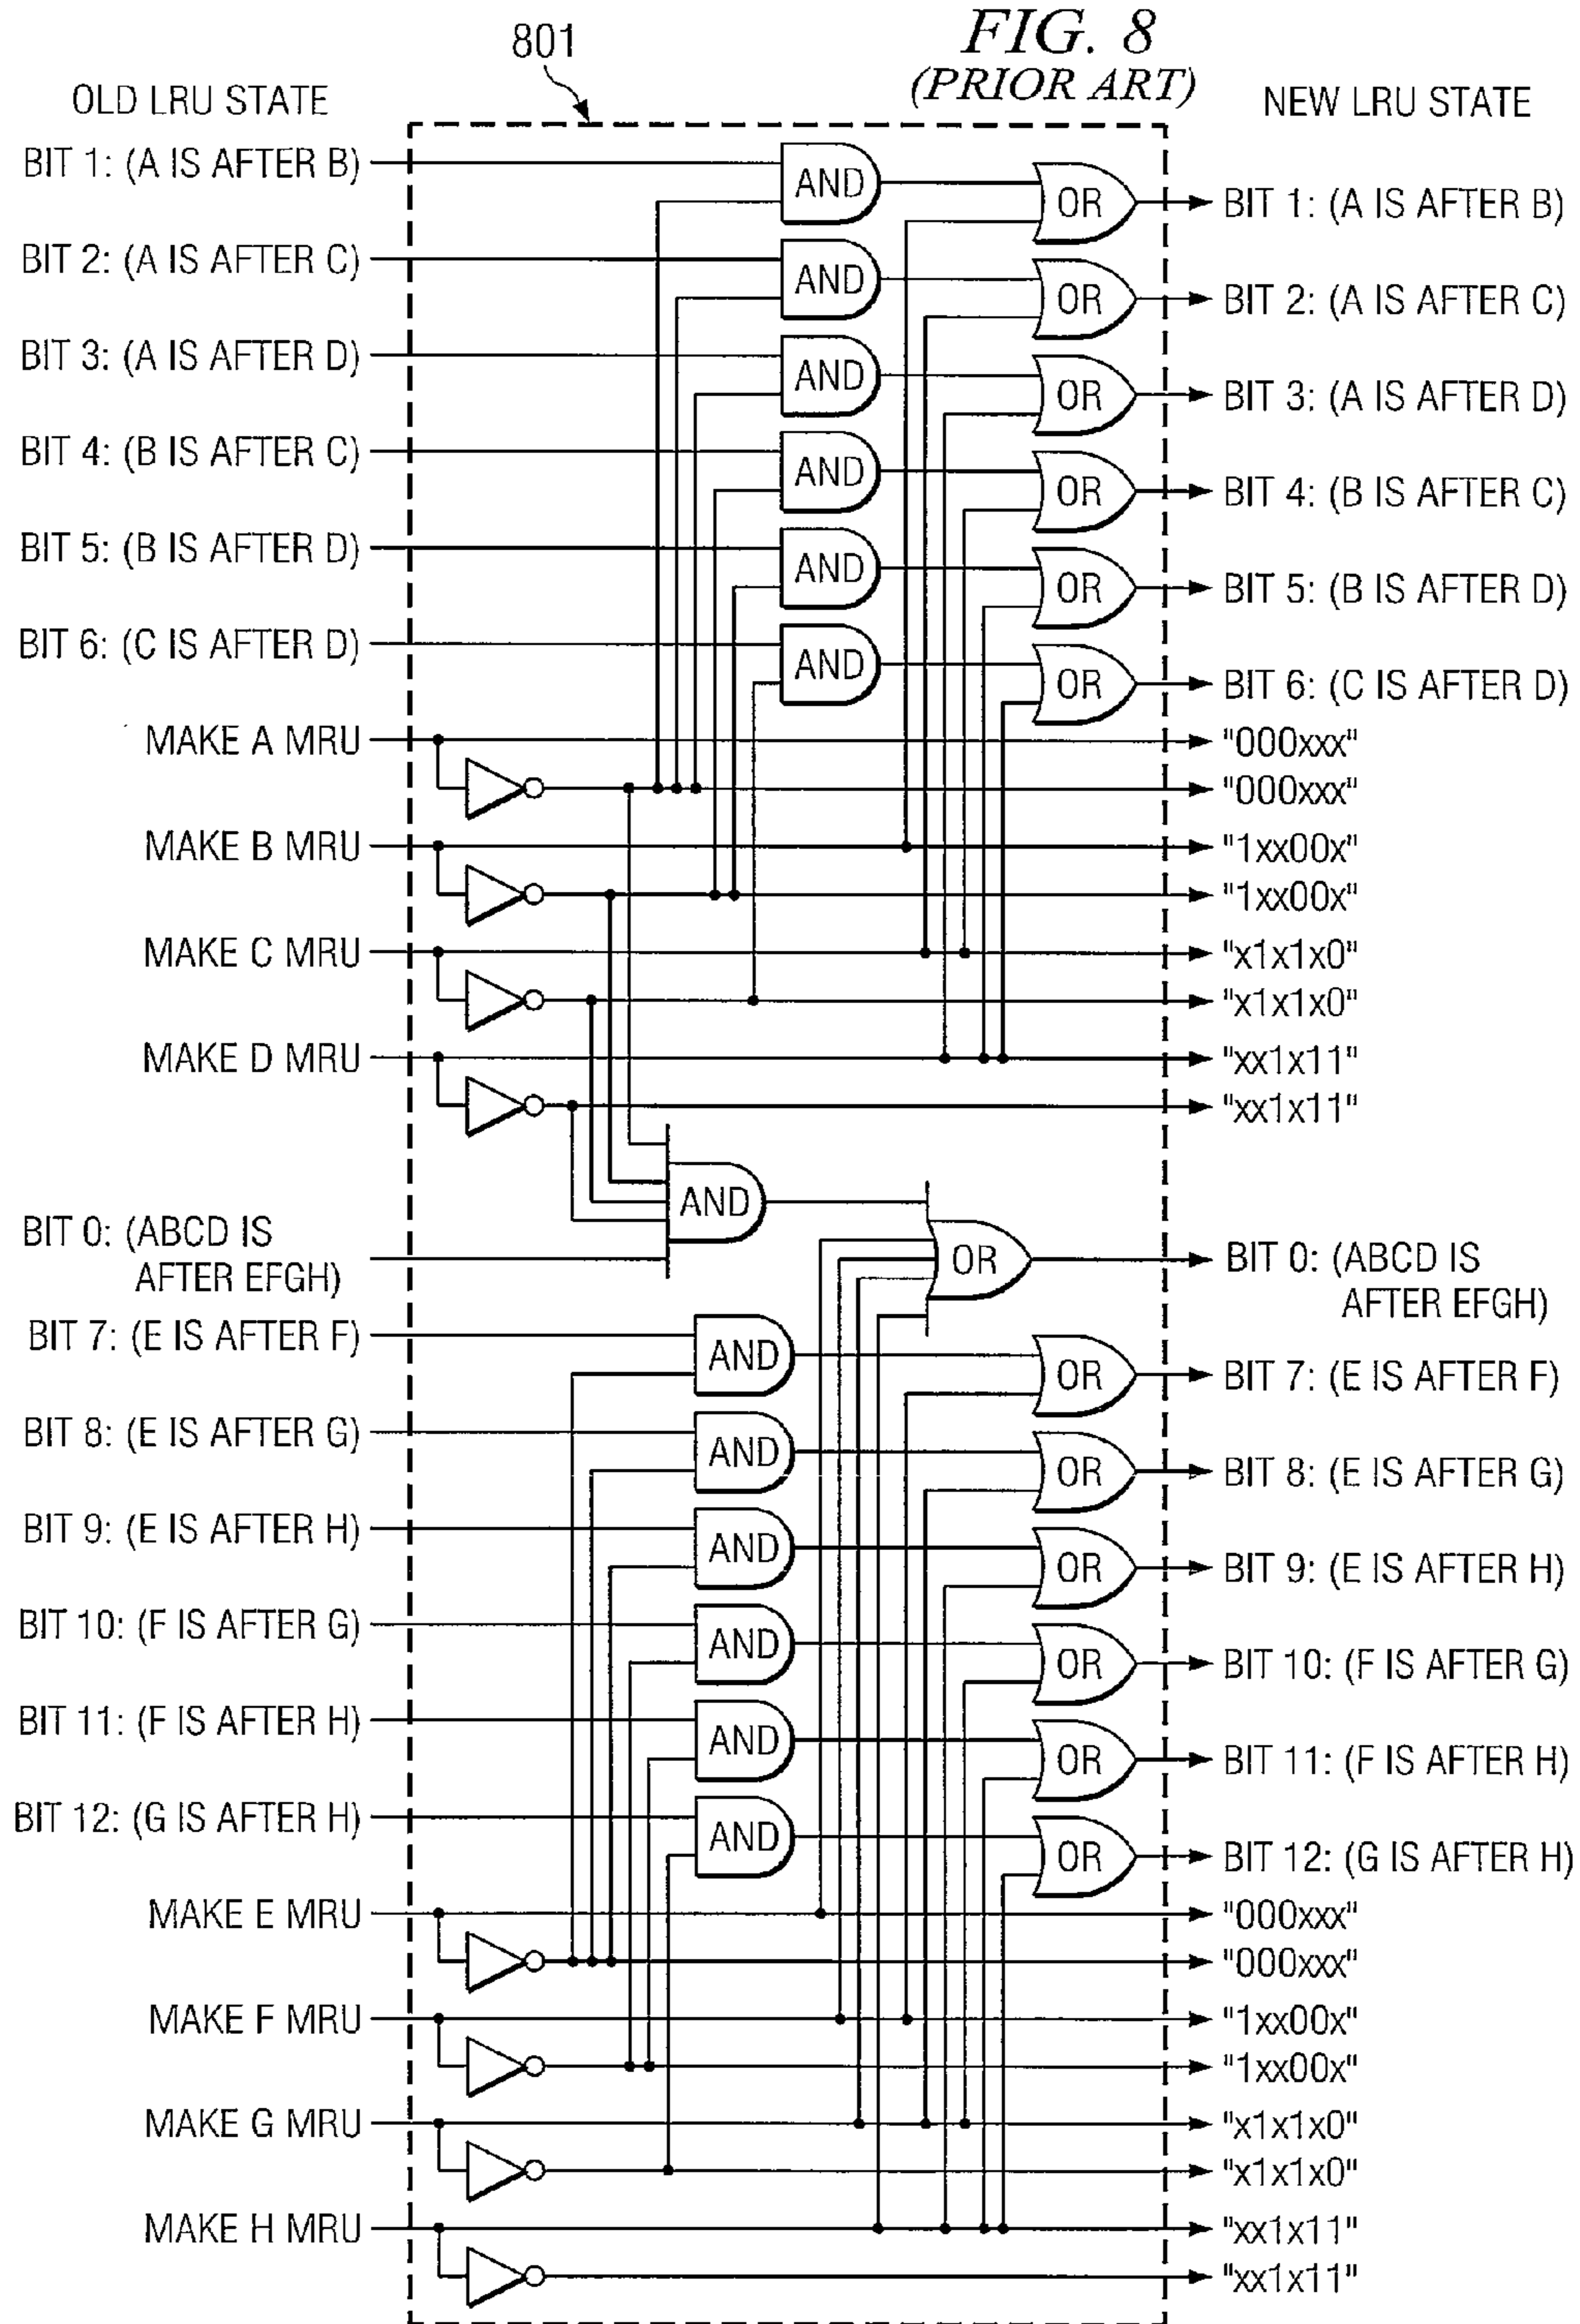 FIG. 8
(PRIOR ART)
801
OLD LRU STATE
NEW LRU STATE
BIT 1: (A IS AFTER B)
AND
OR
BIT 1: (A IS AFTER B)
BIT 2: (A IS AFTER C)
AND
OR
BIT 2: (A IS AFTER C)
BIT 3: (A IS AFTER D)
AND
OR
BIT 3: (A IS AFTER D)
BIT 4: (B IS AFTER C)
AND
OR
BIT 4: (B IS AFTER C)
BIT 5: (B IS AFTER D)
AND
OR
BIT 5: (B IS AFTER D)
BIT 6: (C IS AFTER D)
AND
OR
BIT 6: (C IS AFTER D)
MAKE A MRU
"000xxx"
"000xxx"
MAKE B MRU
"1xx00x"
"1xx00x"
MAKE C MRU
"x1x1x0"
"x1x1x0"
MAKE D MRU
"xx1x11"
"xx1x11"
BIT 0: (ABCD IS
AFTER EFGH)
AND
OR
BIT 0: (ABCD IS
AFTER EFGH)
BIT 7: (E IS AFTER F)
AND
OR
BIT 7: (E IS AFTER F)
BIT 8: (E IS AFTER G)
AND
OR
BIT 8: (E IS AFTER G)
BIT 9: (E IS AFTER H)
AND
OR
BIT 9: (E IS AFTER H)
BIT 10: (F IS AFTER G)
AND
OR
BIT 10: (F IS AFTER G)
BIT 11: (F IS AFTER H)
AND
OR
BIT 11: (F IS AFTER H)
BIT 12: (G IS AFTER H)
AND
OR
BIT 12: (G IS AFTER H)
MAKE E MRU
"000xxx"
"000xxx"
MAKE F MRU
"1xx00x"
"1xx00x"
MAKE G MRU
"x1x1x0"
"x1x1x0"
MAKE H MRU
"xx1x11"
"xx1x11"